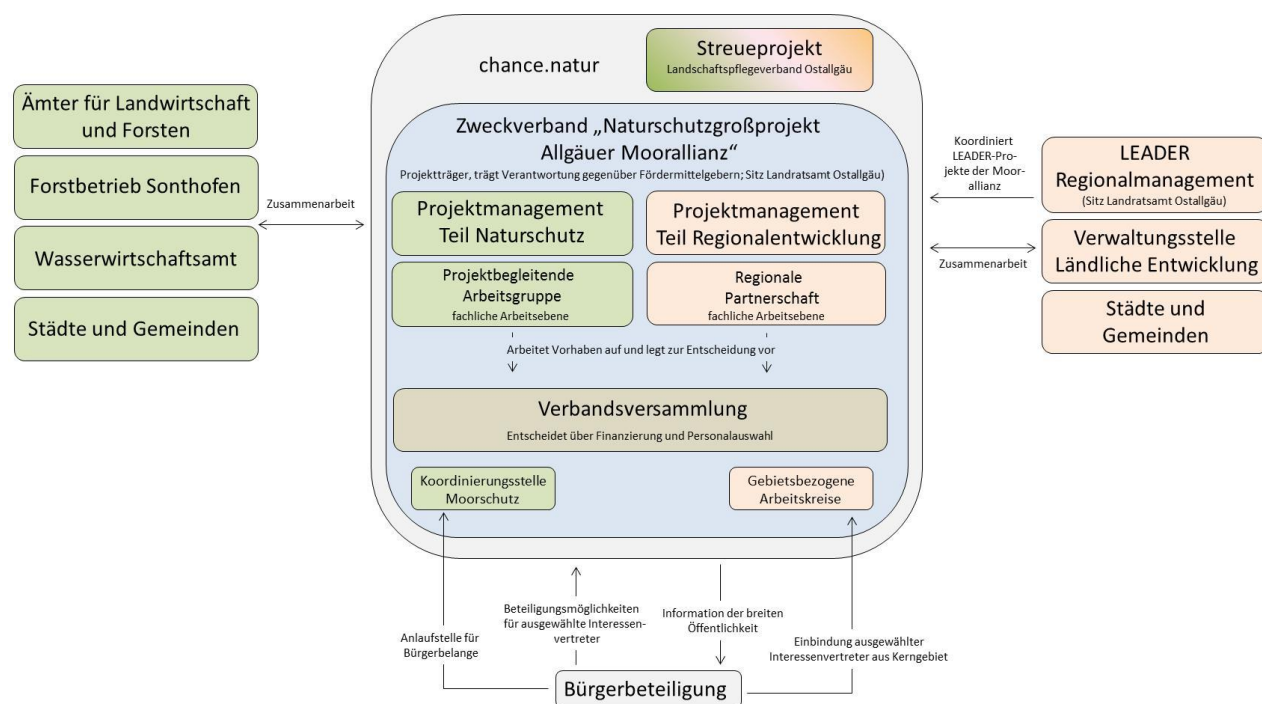 Streueprojekt
Landschaftspflegeverband Ostallgäu
chance.natur
Ämter für Landwirtschaft
und Forsten
Forstbetrieb Sonthofen
Wasserwirtschaftsamt
Städte und Gemeinden
Zusammenarbeit
Zweckverband „Naturschutzgroßprojekt
Allgäuer Moorallianz“
Projektträger, trägt Verantwortung gegenüber Fördermittelgebern; Sitz Landratsamt Ostallgäu)
Projektmanagement
Teil Naturschutz
Projektmanagement
Teil Regionalentwicklung
Projektbegleitende
Arbeitsgruppe
fachliche Arbeitsebene
Regionale
Partnerschaft
fachliche Arbeitsebene
Arbeitet Vorhaben auf und legt zur Entscheidung vor
Verbandsversammlung
Entscheidet über Finanzierung und Personalauswahl
Koordinierungsstelle
Moorschutz
Gebietsbezogene
Arbeitskreise
Koordiniert
LEADER-Pro-
jekte der Moor-
allianz
Zusammenarbeit
LEADER
Regionalmanagement
(Sitz Landratsamt Ostallgäu)
Verwaltungsstelle
Ländliche Entwicklung
Städte und
Gemeinden
Anlaufstelle für
Bürgerbelange
Beteiligungsmöglichkeiten
für ausgewählte Interessen-
vertreter
Information der breiten
Öffentlichkeit
Einbindung ausgewählter
Interessenvertreter aus Kerngebiet
Bürgerbeteiligung